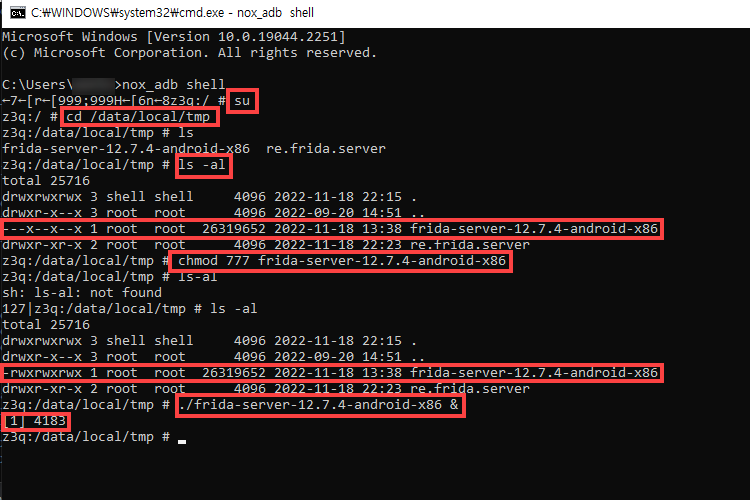 C:₩WINDOWS₩system32₩cmd.exe - nox_adb  shell
Microsoft Windows [Version 10.0.19044.2251]
(c) Microsoft Corporation. All rights reserved.
C:\Users\>nox_adb shell
←7←[r←[999;999H←[6n←8z3q:/ # su
z3q:/ # cd /data/local/tmp
z3q:/data/local/tmp # ls
frida-server-12.7.4-android-x86  re.frida.server
z3q:/data/local/tmp # ls -al
total 25716
drwxrwxrwx 3 shell shell     4096 2022-11-18 22:15 .
drwxr-x--x 3 root  root      4096 2022-09-20 14:51 ..
---x--x--x 1 root  root  26319652 2022-11-18 13:38 frida-server-12.7.4-android-x86
drwxr-xr-x 2 root  root      4096 2022-11-18 22:23 re.frida.server
z3q:/data/local/tmp # chmod 777 frida-server-12.7.4-android-x86
z3q:/data/local/tmp # ls-al
sh: ls-al: not found
127|z3q:/data/local/tmp # ls -al
total 25716
drwxrwxrwx 3 shell shell     4096 2022-11-18 22:15 .
drwxr-x--x 3 root  root      4096 2022-09-20 14:51 ..
-rwxrwxrwx 1 root  root  26319652 2022-11-18 13:38 frida-server-12.7.4-android-x86
drwxr-xr-x 2 root  root      4096 2022-11-18 22:23 re.frida.server
z3q:/data/local/tmp # ./frida-server-12.7.4-android-x86 &
[1] 4183
z3q:/data/local/tmp #